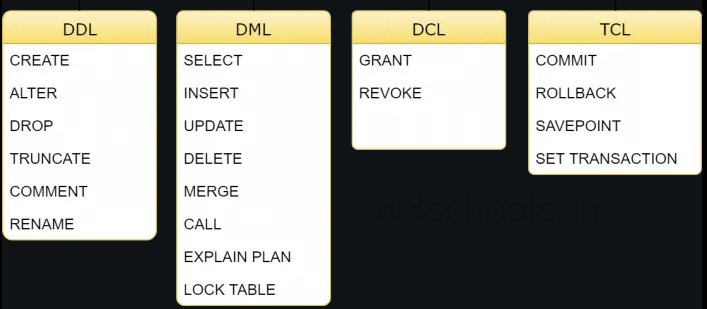 DDL
CREATE
ALTER
DROP
TRUNCATE
COMMENT
RENAME
DML
SELECT
INSERT
UPDATE
DELETE
MERGE
CALL
EXPLAIN PLAN
LOCK TABLE
DCL
GRANT
REVOKE
TCL
COMMIT
ROLLBACK
SAVEPOINT
SET TRANSACTION